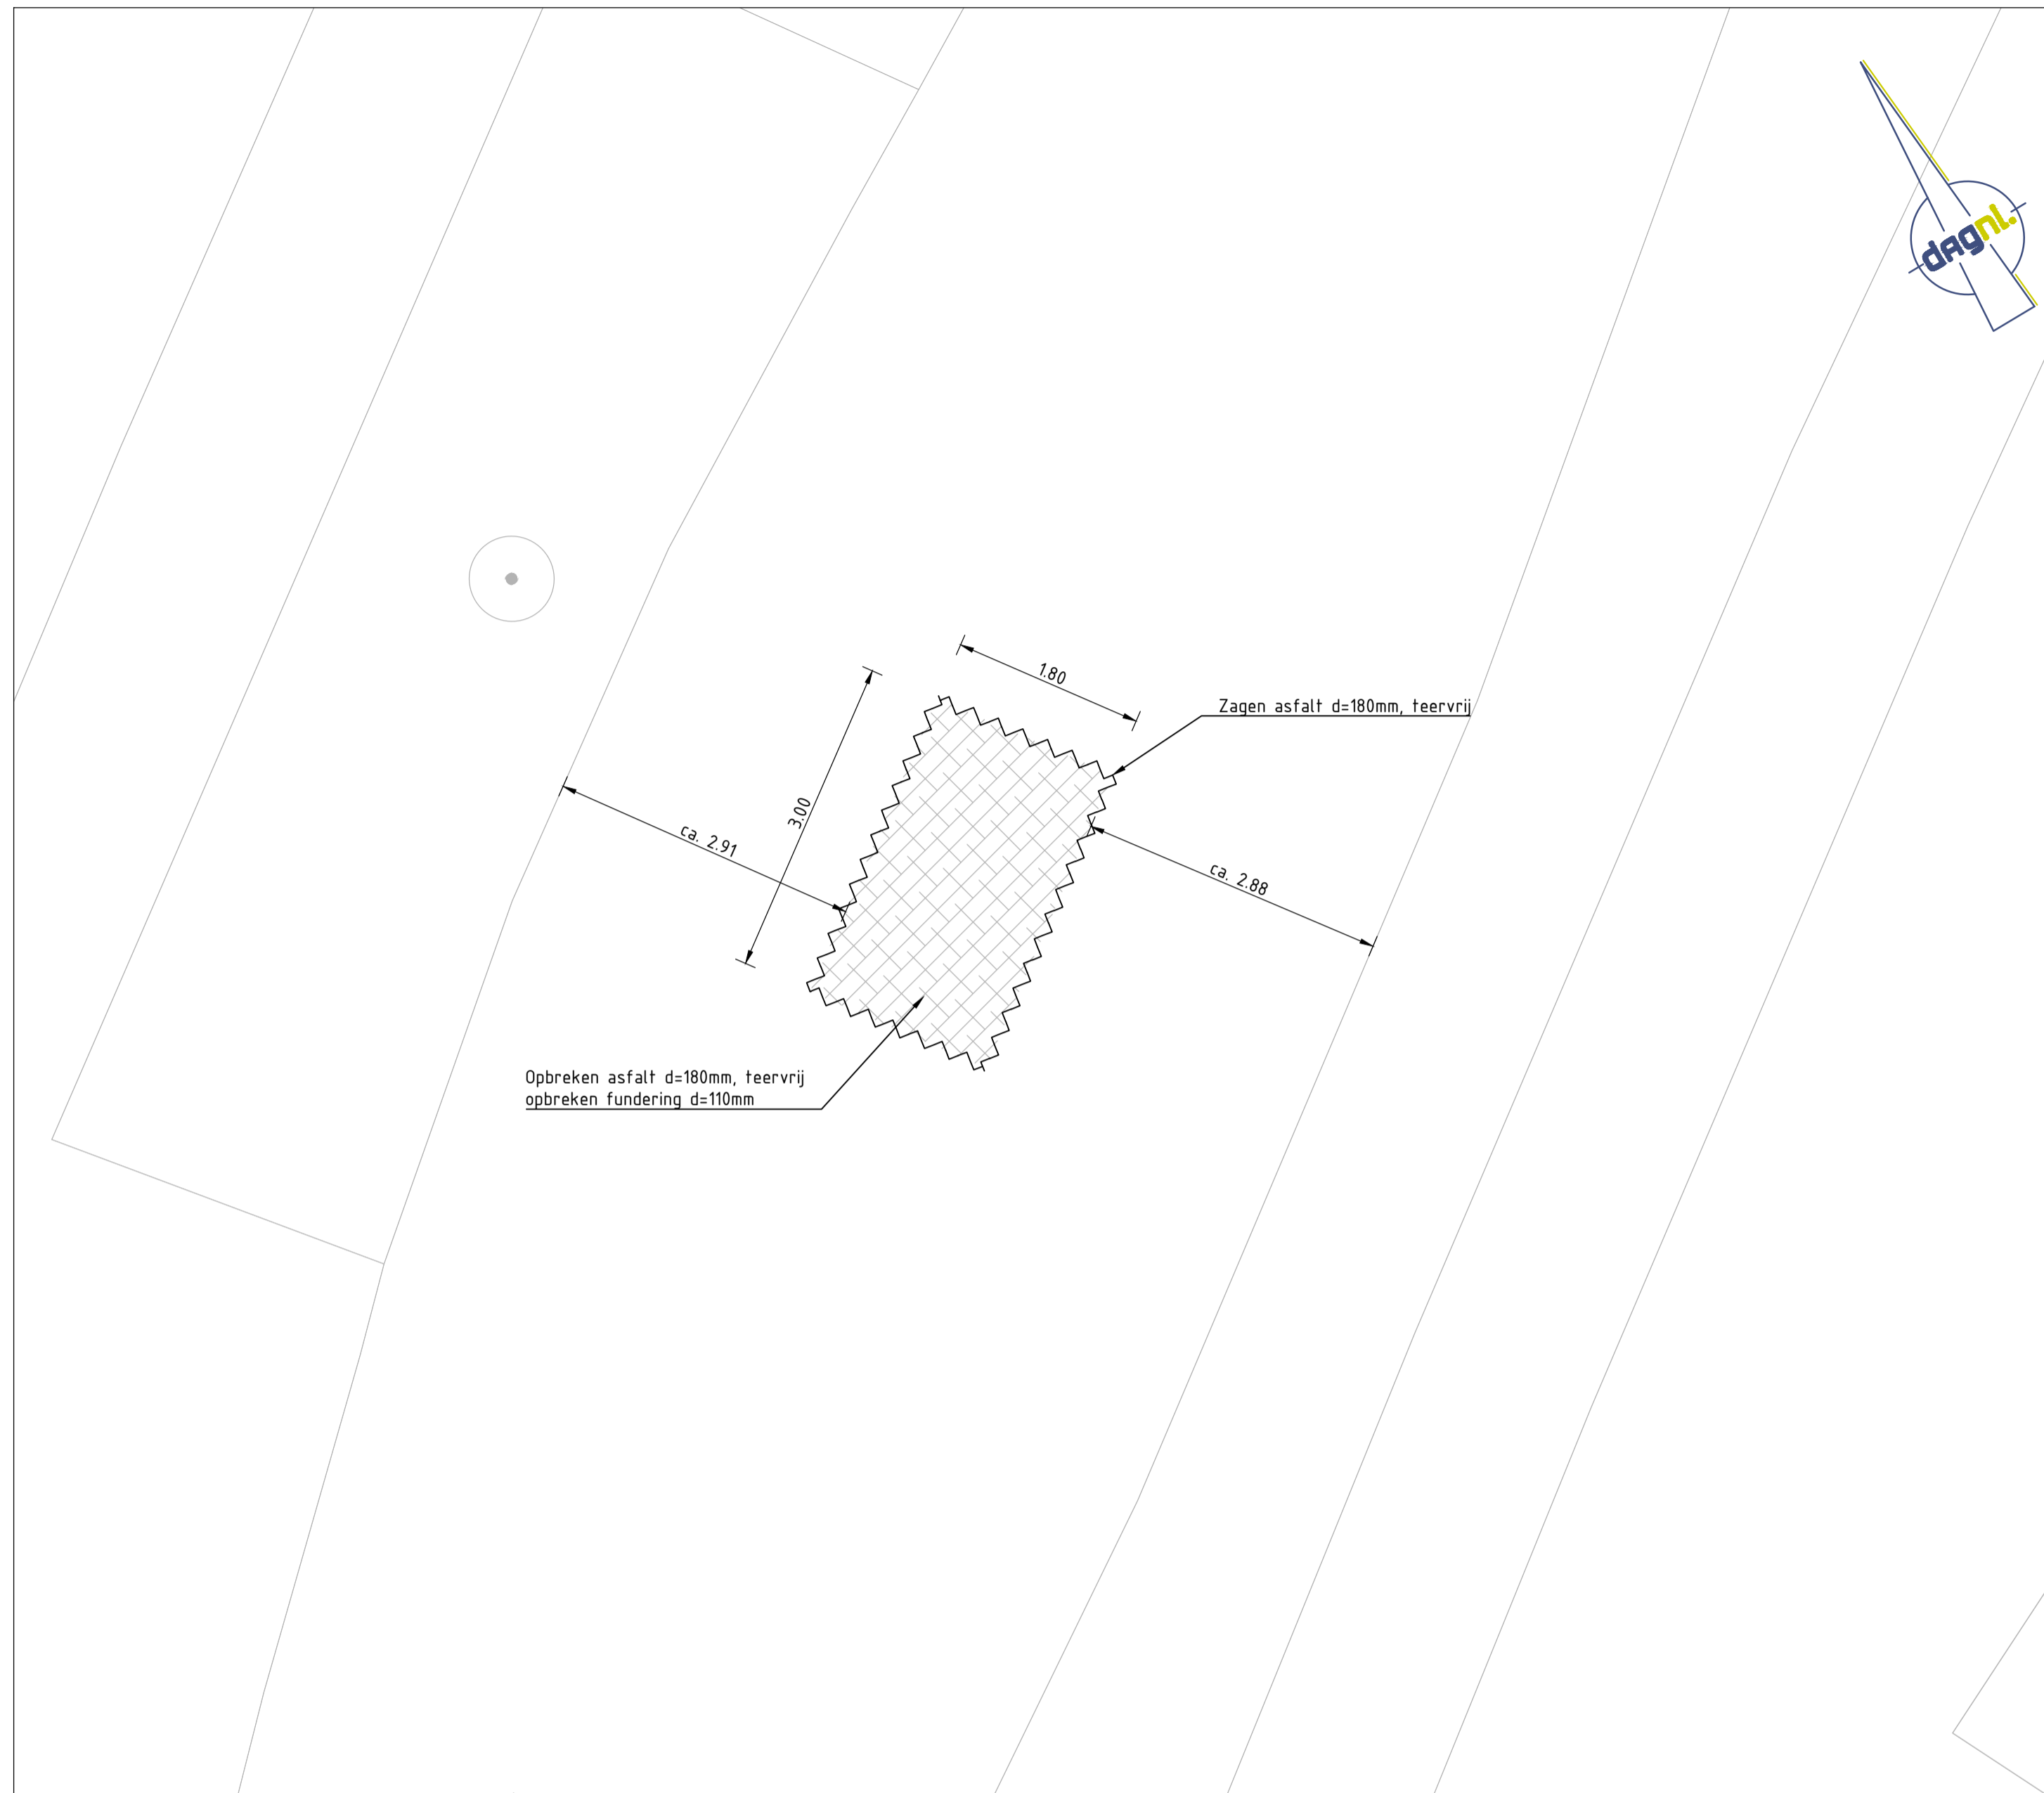 dagnl.
1.80
Zagen asfalt d=180mm, teervrij
3.00
ca. 2.91
ca. 2.88
Opbreken asfalt d=180mm, teervrij
opbreken fundering d=110mm